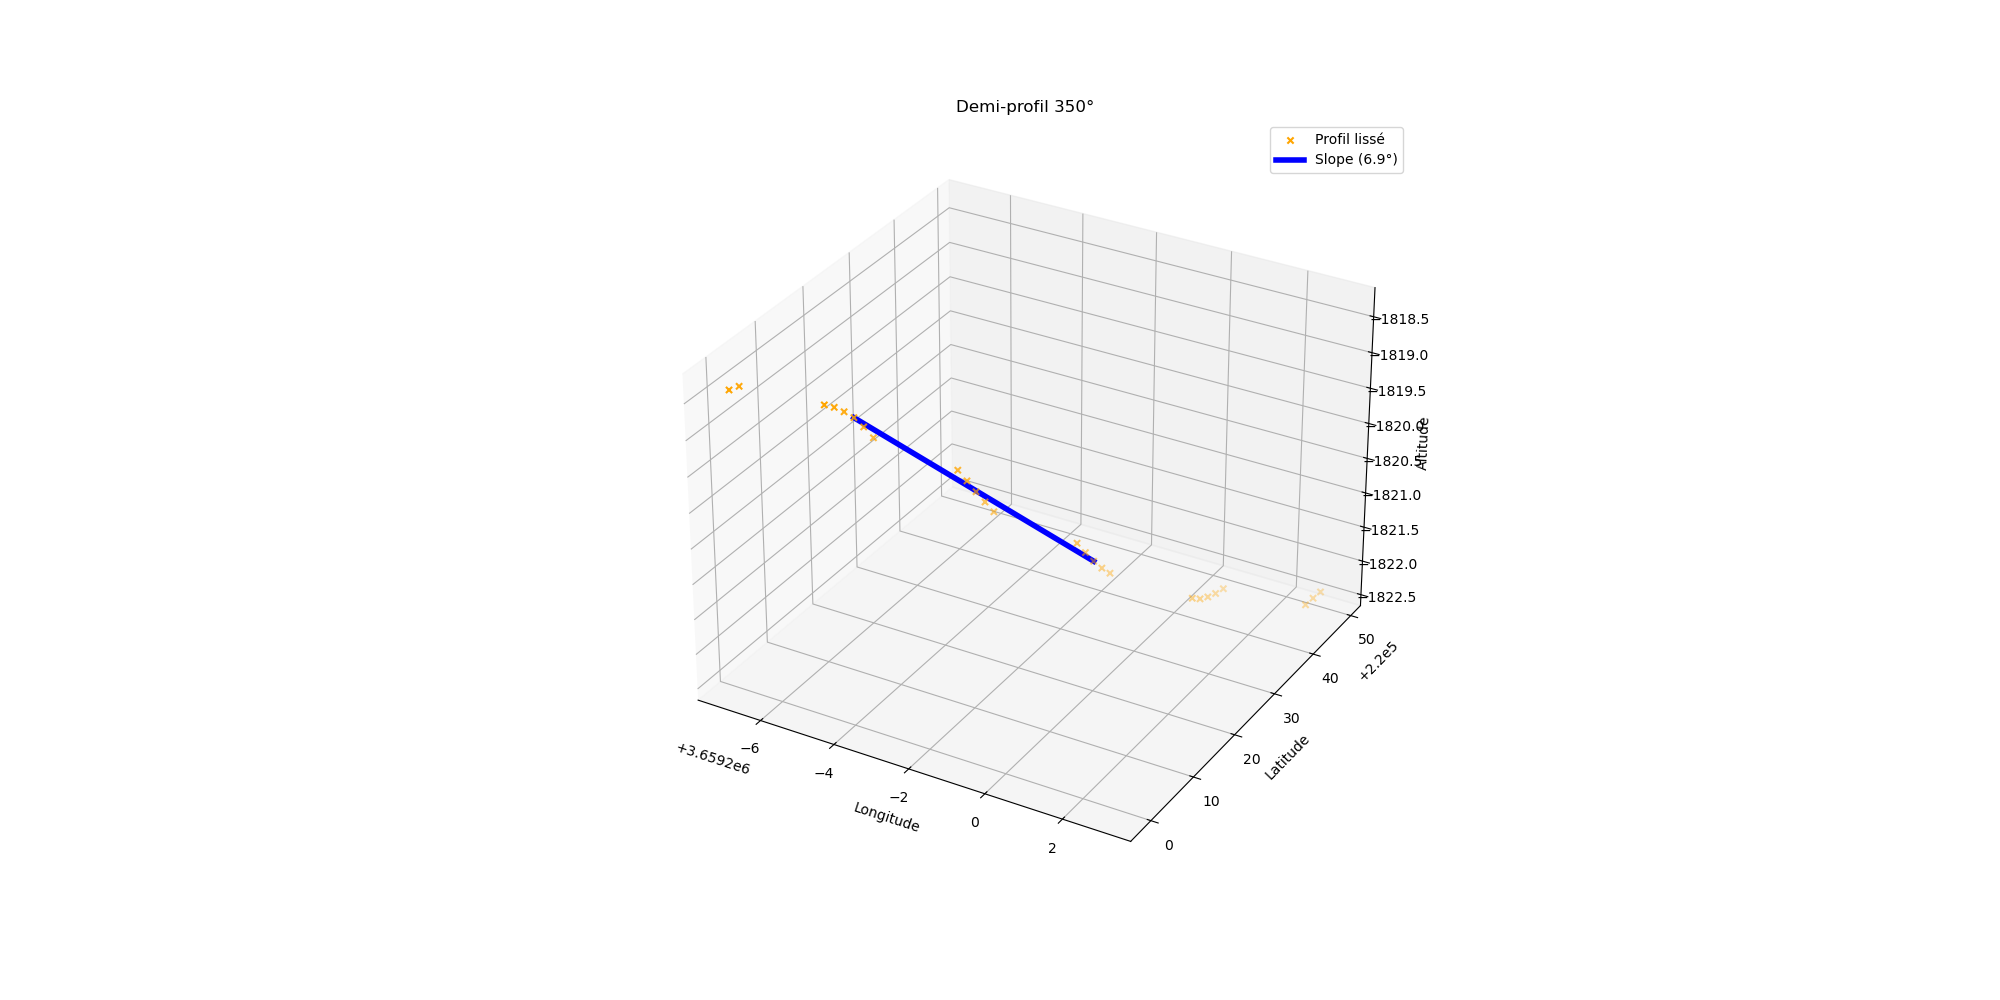 Demi-profil 350°
Profil lissé
Slope (6.9°)
−1818.5
−1819.0
−1819.5
−1820.0
−1820.5
−1821.0
−1821.5
−1822.0
−1822.5
Altitude
50
40
30
20
10
0
+2.2e5
Latitude
−6
−4
−2
0
2
+3.6592e6
Longitude